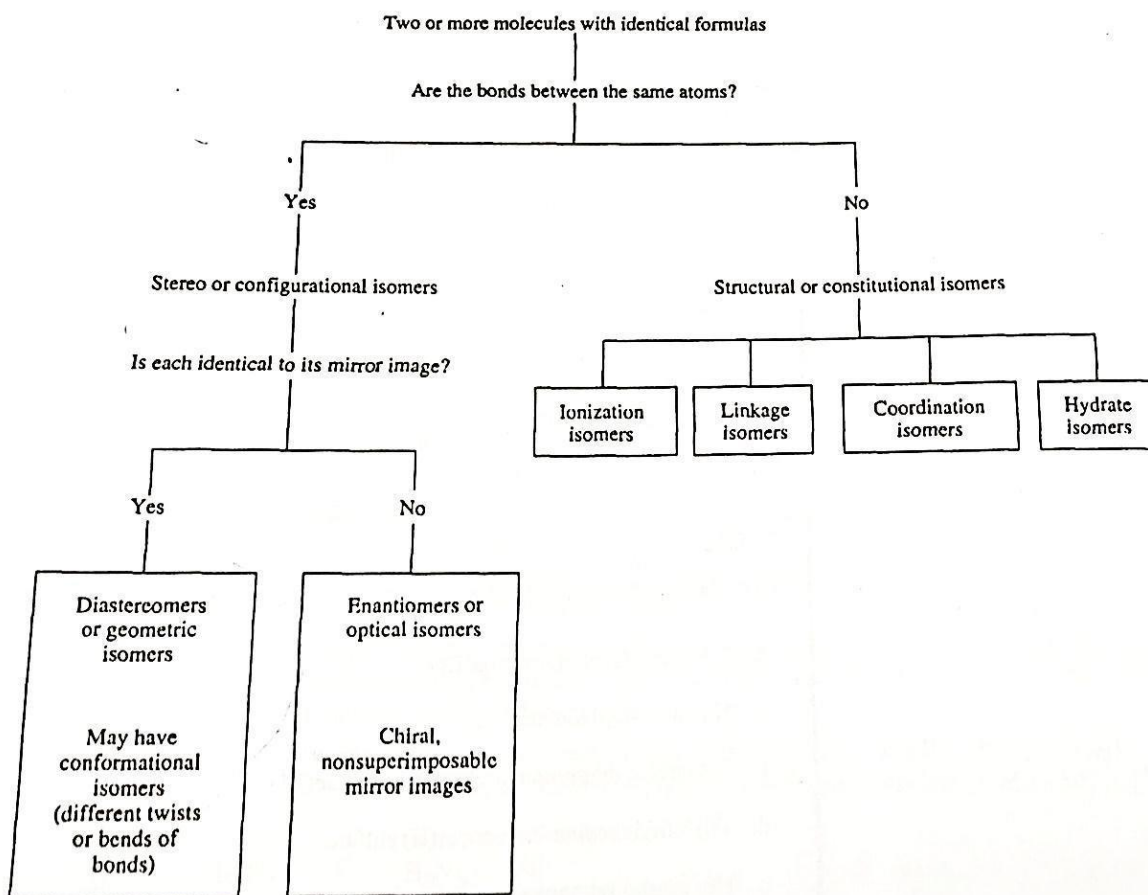 Two or more molecules with identical formulas
Are the bonds between the same atoms?
Yes
No
Stereo or configurational isomers
Structural or constitutional isomers
Is each identical to its mirror image?
Ionization
isomers
Linkage
isomers
Coordination
isomers
Hydrate
isomers
Yes
No
Diastereomers
or geometric
isomers
May have
conformational
isomers
(different twists
or bends of
bonds)
Enantiomers or
optical isomers
Chiral,
nonsuperimposable
mirror images